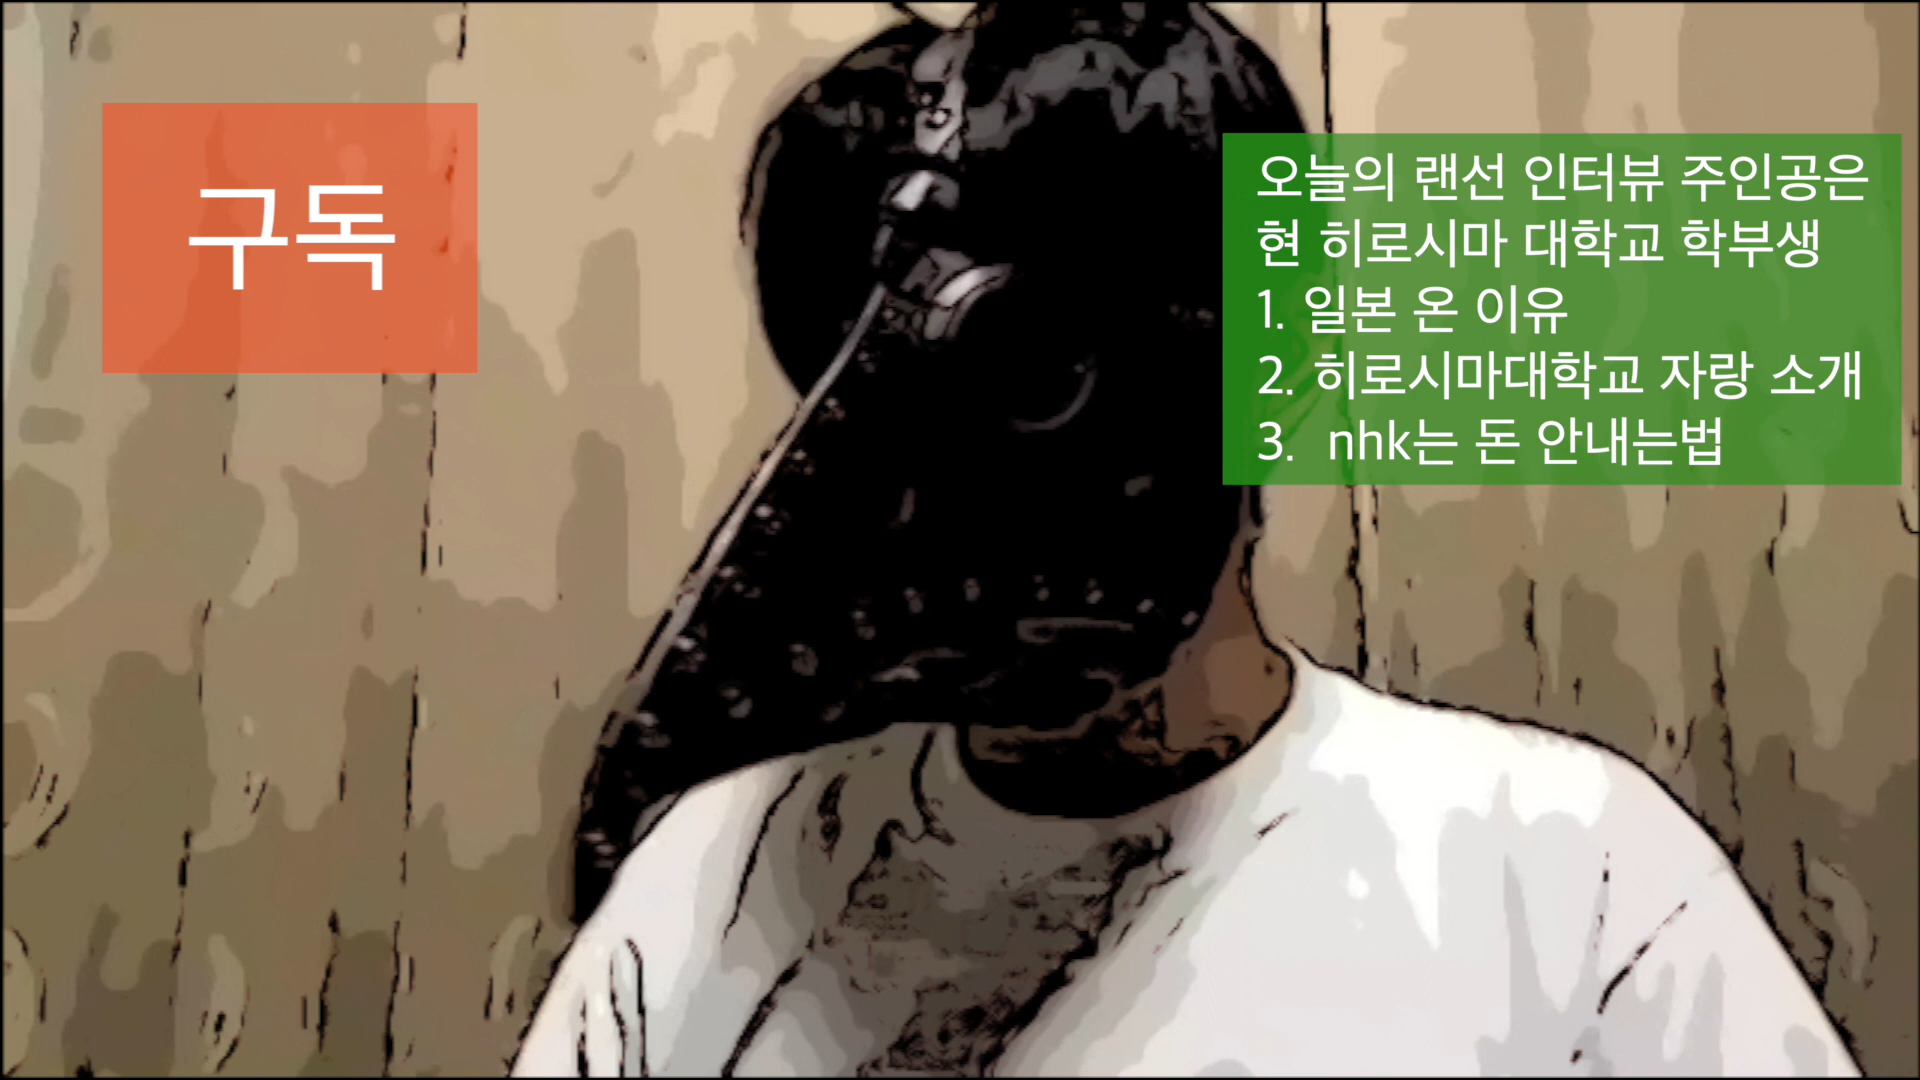 구독
오늘의 랜선 인터뷰 주인공은
현 히로시마 대학교 학부생
1. 일본 온 이유
2. 히로시마대학교 자랑 소개
3. nhk는 돈 안내는법